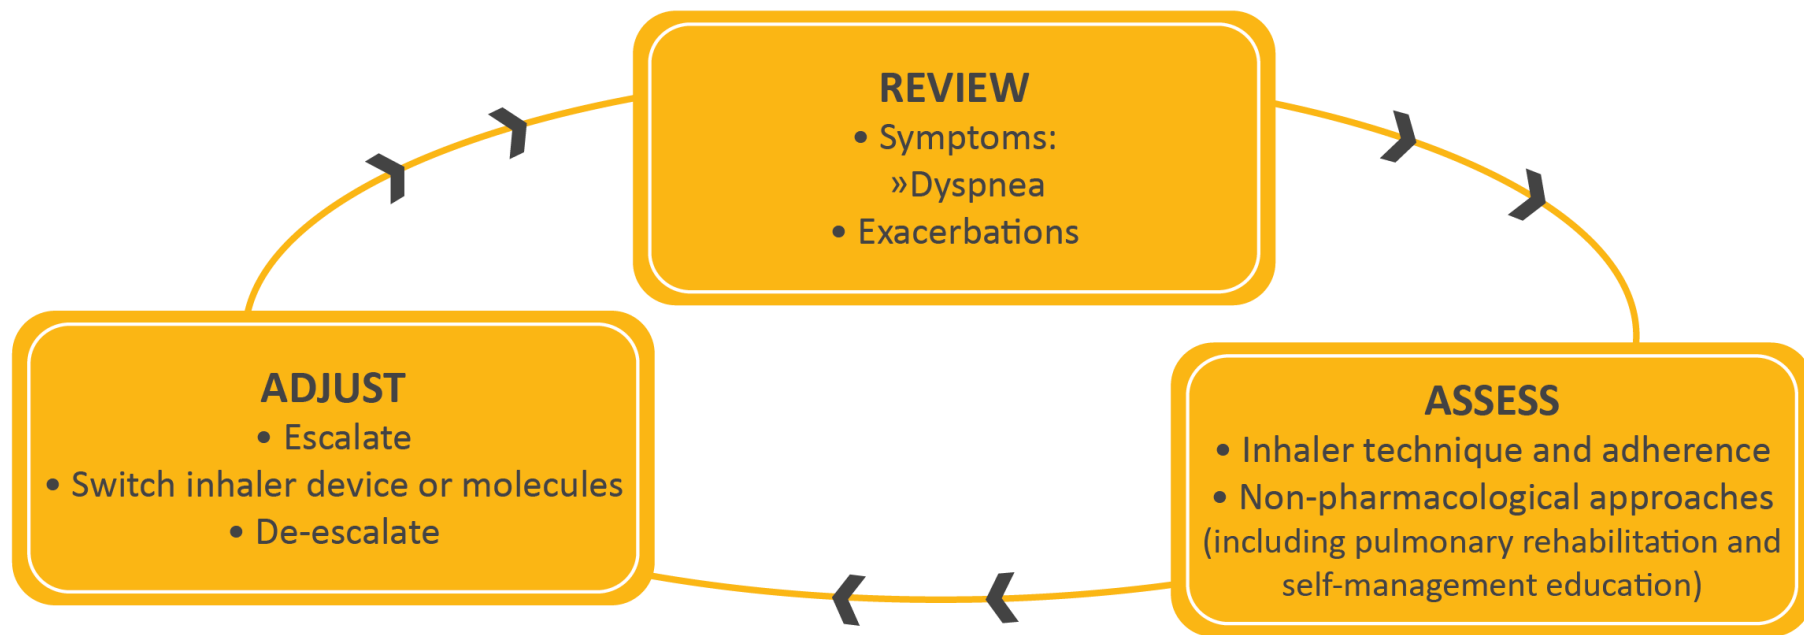 REVIEW
• Symptoms:
»Dyspnea
• Exacerbations
ASSESS
• Inhaler technique and adherence
• Non-pharmacological approaches
(including pulmonary rehabilitation and
self-management education)
ADJUST
• Escalate
• Switch inhaler device or molecules
• De-escalate